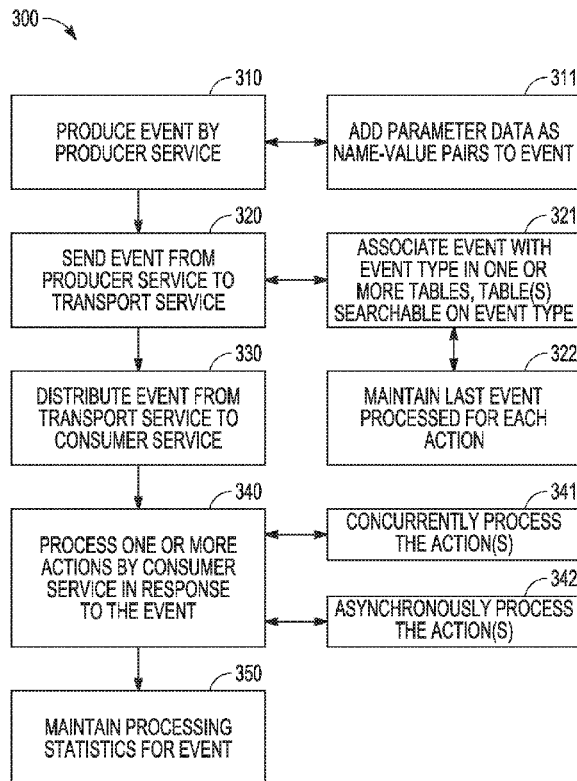 300
310
PRODUCE EVENT BY
PRODUCER SERVICE
311
ADD PARAMETER DATA AS
NAME-VALUE PAIRS TO EVENT
320
SEND EVENT FROM
PRODUCER SERVICE TO
TRANSPORT SERVICE
321
ASSOCIATE EVENT WITH
EVENT TYPE IN ONE OR
MORE TABLES, TABLE(S)
SEARCHABLE ON EVENT TYPE
330
DISTRIBUTE EVENT FROM
TRANSPORT SERVICE TO
CONSUMER SERVICE
322
MAINTAIN LAST EVENT
PROCESSED FOR EACH
ACTION
340
PROCESS ONE OR MORE
ACTIONS BY CONSUMER
SERVICE IN RESPONSE
TO THE EVENT
341
CONCURRENTLY PROCESS
THE ACTION(S)
342
ASYNCHRONOUSLY PROCESS
THE ACTION(S)
350
MAINTAIN PROCESSING
STATISTICS FOR EVENT